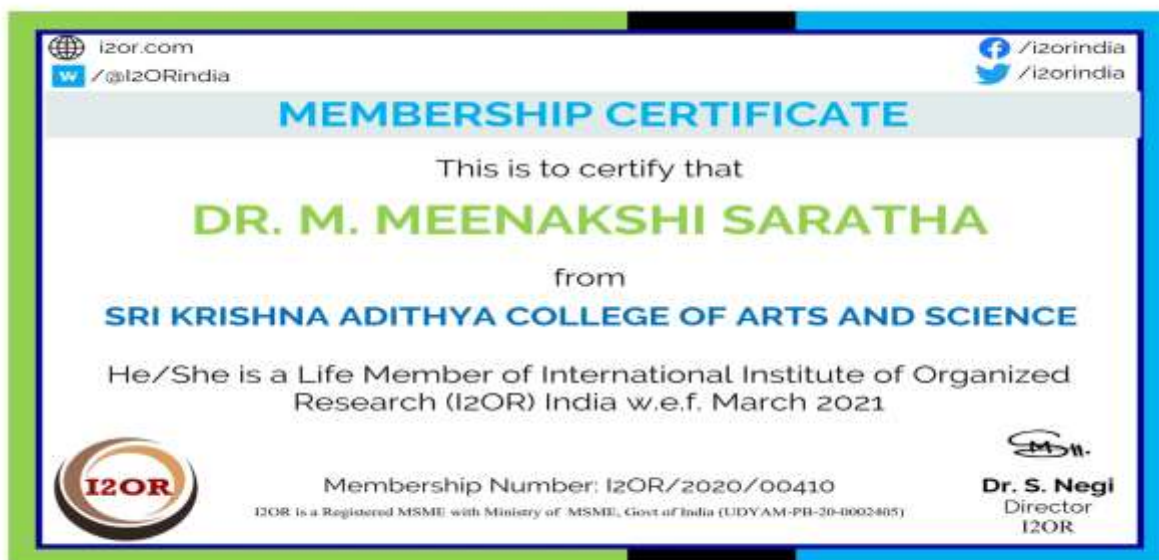 i2or.com
/@I2ORindia
/i2orindia
/i2orindia
MEMBERSHIP CERTIFICATE
This is to certify that
DR. M. MEENAKSHI SARATHA
from
SRI KRISHNA ADITHYA COLLEGE OF ARTS AND SCIENCE
He/She is a Life Member of International Institute of Organized
Research (I2OR) India w.e.f. March 2021
I2OR
Membership Number: I2OR/2020/00410
I2OR is a Registered MSME with Ministry of MSME, Govt of India (UDYAM-PB-20-0002405)
Dr. S. Negi
Director
I2OR